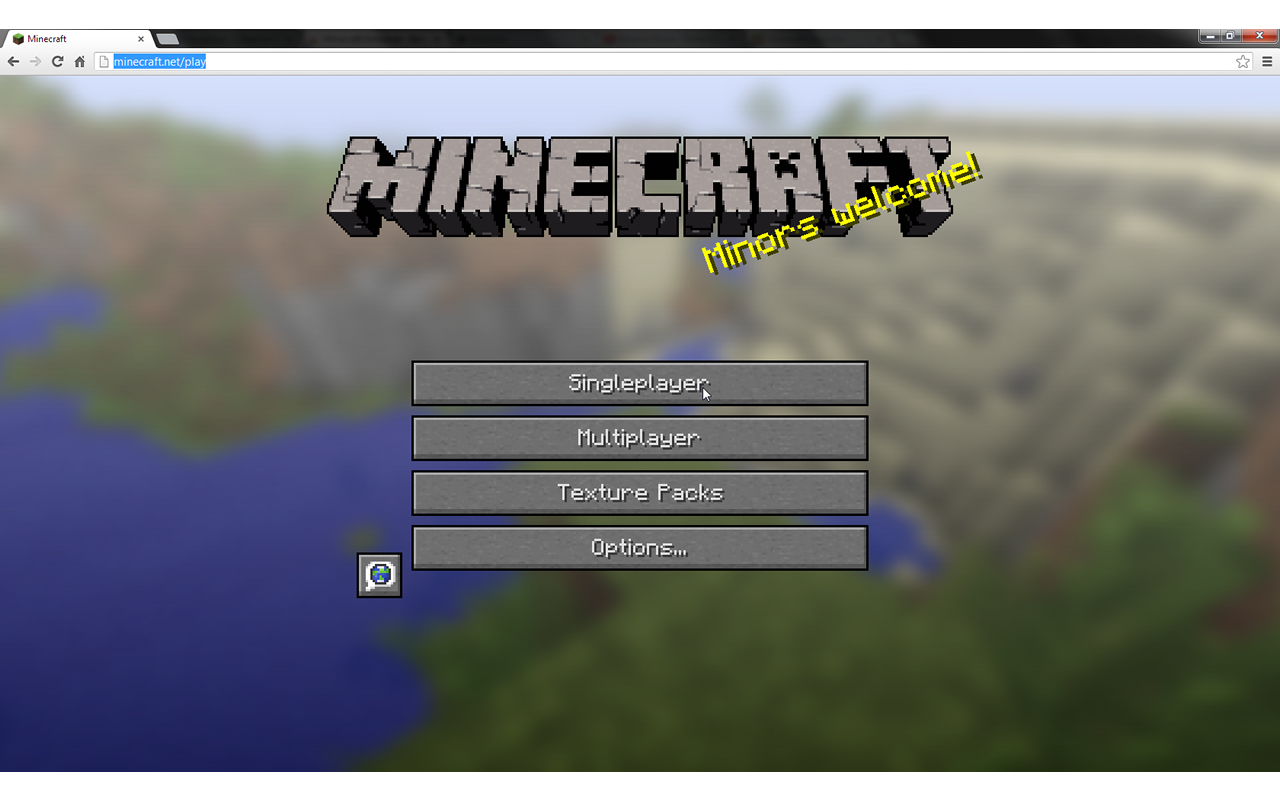 Minecraft
minecraft.net/play
MINECRAFT
Minors welcome!
Singleplayer
Multiplayer
Texture Packs
Options...